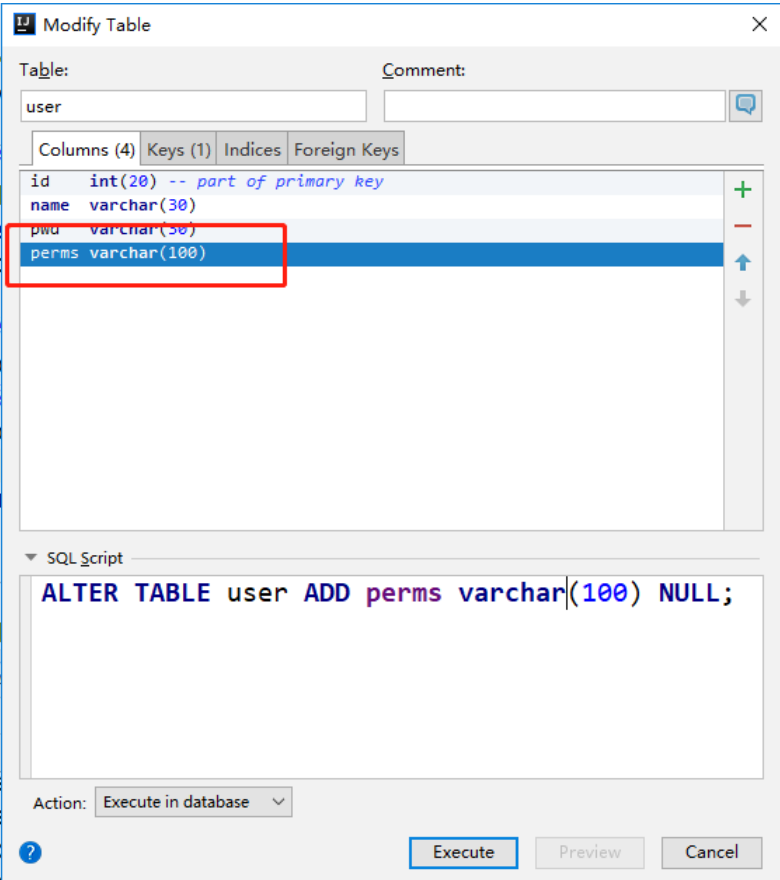 Modify Table
Table: Comment:
user
Columns (4) Keys (1) Indices Foreign Keys
id int(20) -- part of primary key
name varchar(30)
pwd varchar(30)
perms varchar(100)
SQL Script
ALTER TABLE user ADD perms varchar(100) NULL;
Action: Execute in database
? Execute Preview Cancel